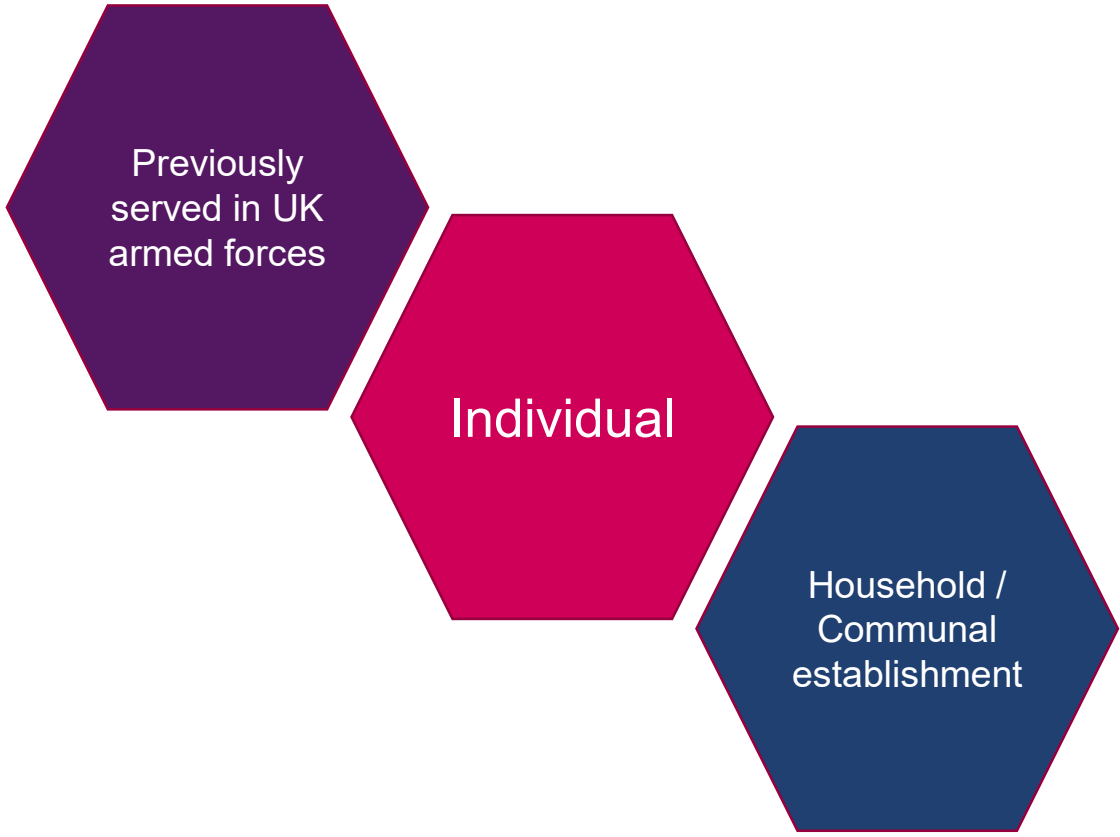 Previously
served in UK
armed forces
Individual
Household /
Communal
establishment